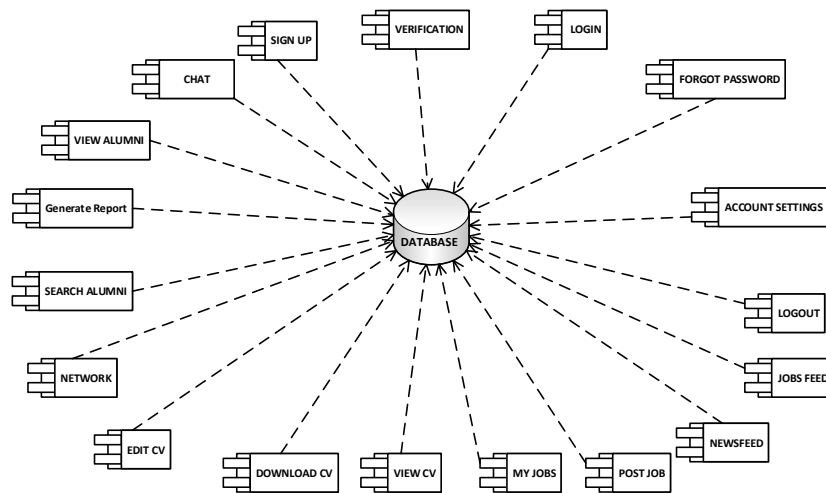 SIGN UP
VERIFICATION
LOGIN
CHAT
FORGOT PASSWORD
VIEW ALUMNI
Generate Report
ACCOUNT SETTINGS
DATABASE
SEARCH ALUMNI
LOGOUT
NETWORK
JOBS FEED
EDIT CV
NEWSFEED
DOWNLOAD CV
VIEW CV
MY JOBS
POST JOB